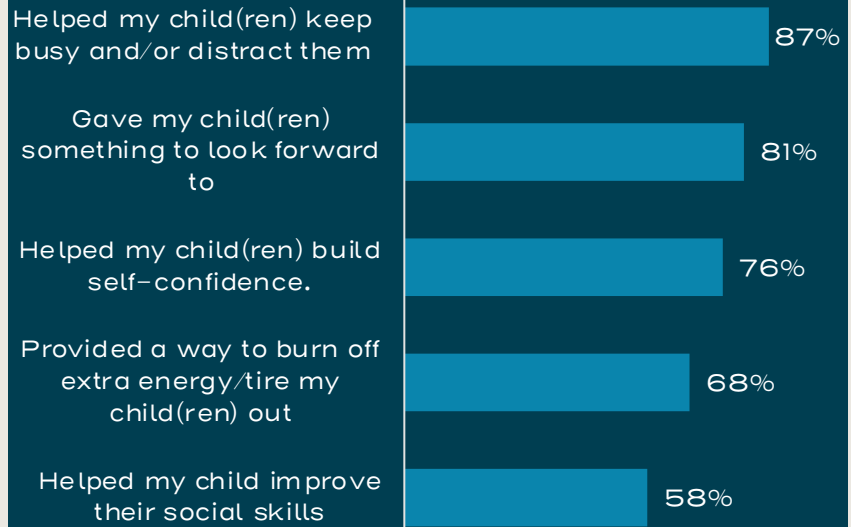 Helped my child(ren) keep
busy and/or distract them
87%
Gave my child(ren)
something to look forward
to
81%
Helped my child(ren) build
self-confidence.
76%
Provided a way to burn off
extra energy/tire my
child(ren) out
68%
Helped my child improve
their social skills
58%